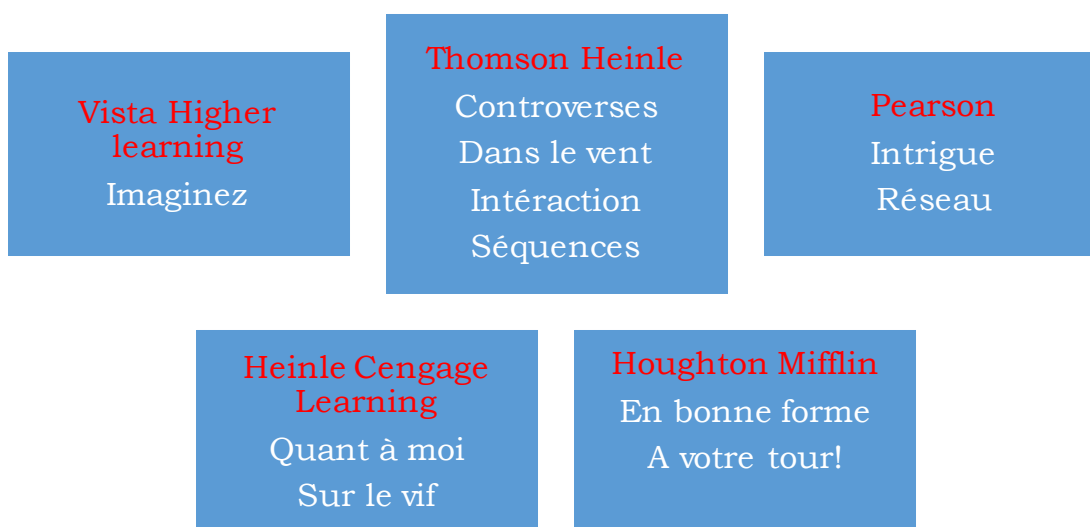 Vista Higher
learning
Imaginez
Thomson Heinle
Controverses
Dans le vent
Intéraction
Séquences
Pearson
Intrigue
Réseau
Heinle Cengage
Learning
Quant à moi
Sur le vif
Houghton Mifflin
En bonne forme
A votre tour!